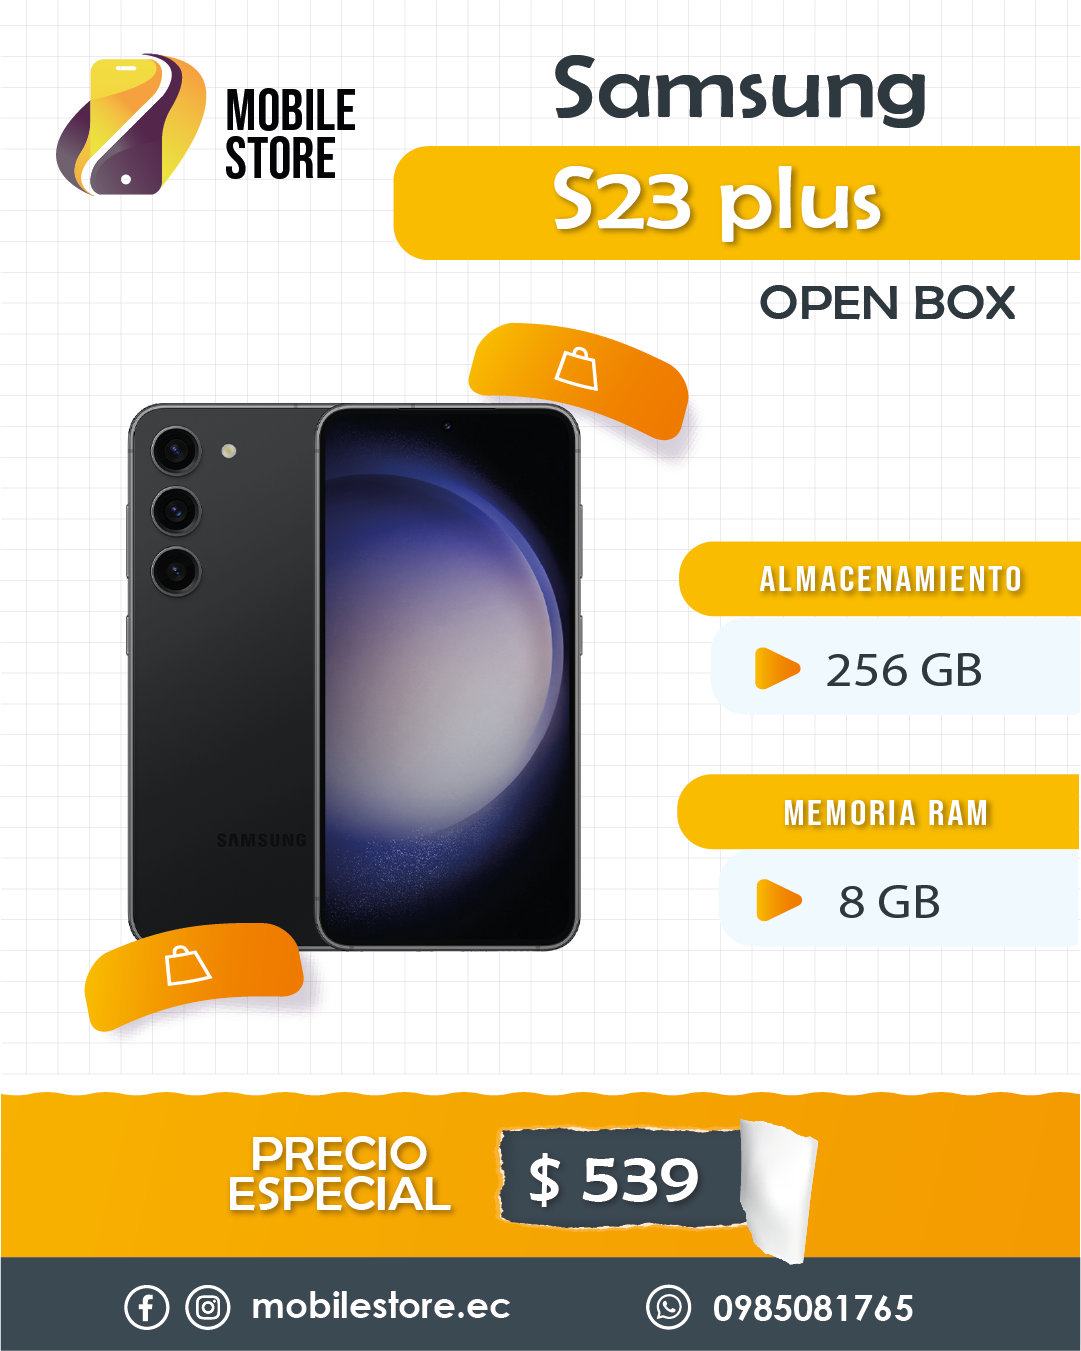 MOBILE
STORE
Samsung
S23 plus
OPEN BOX
SAMSUNG
ALMACENAMIENTO
256 GB
MEMORIA RAM
8 GB
PRECIO
ESPECIAL
$ 539
mobilestore.ec
0985081765